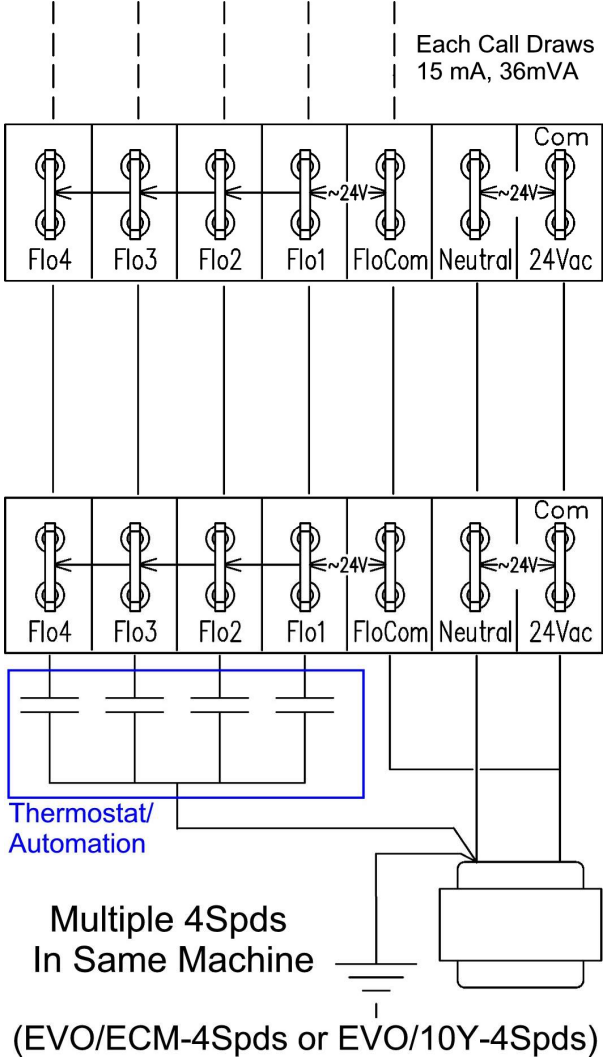 Each Call Draws
15 mA, 36mVA
Com
~24V
~24V
Flo4 Flo3 Flo2 Flo1 FloCom Neutral 24Vac
Com
~24V
~24V
Flo4 Flo3 Flo2 Flo1 FloCom Neutral 24Vac
Thermostat/
Automation
Multiple 4Spds
In Same Machine
(EVO/ECM-4Spds or EVO/10Y-4Spds)